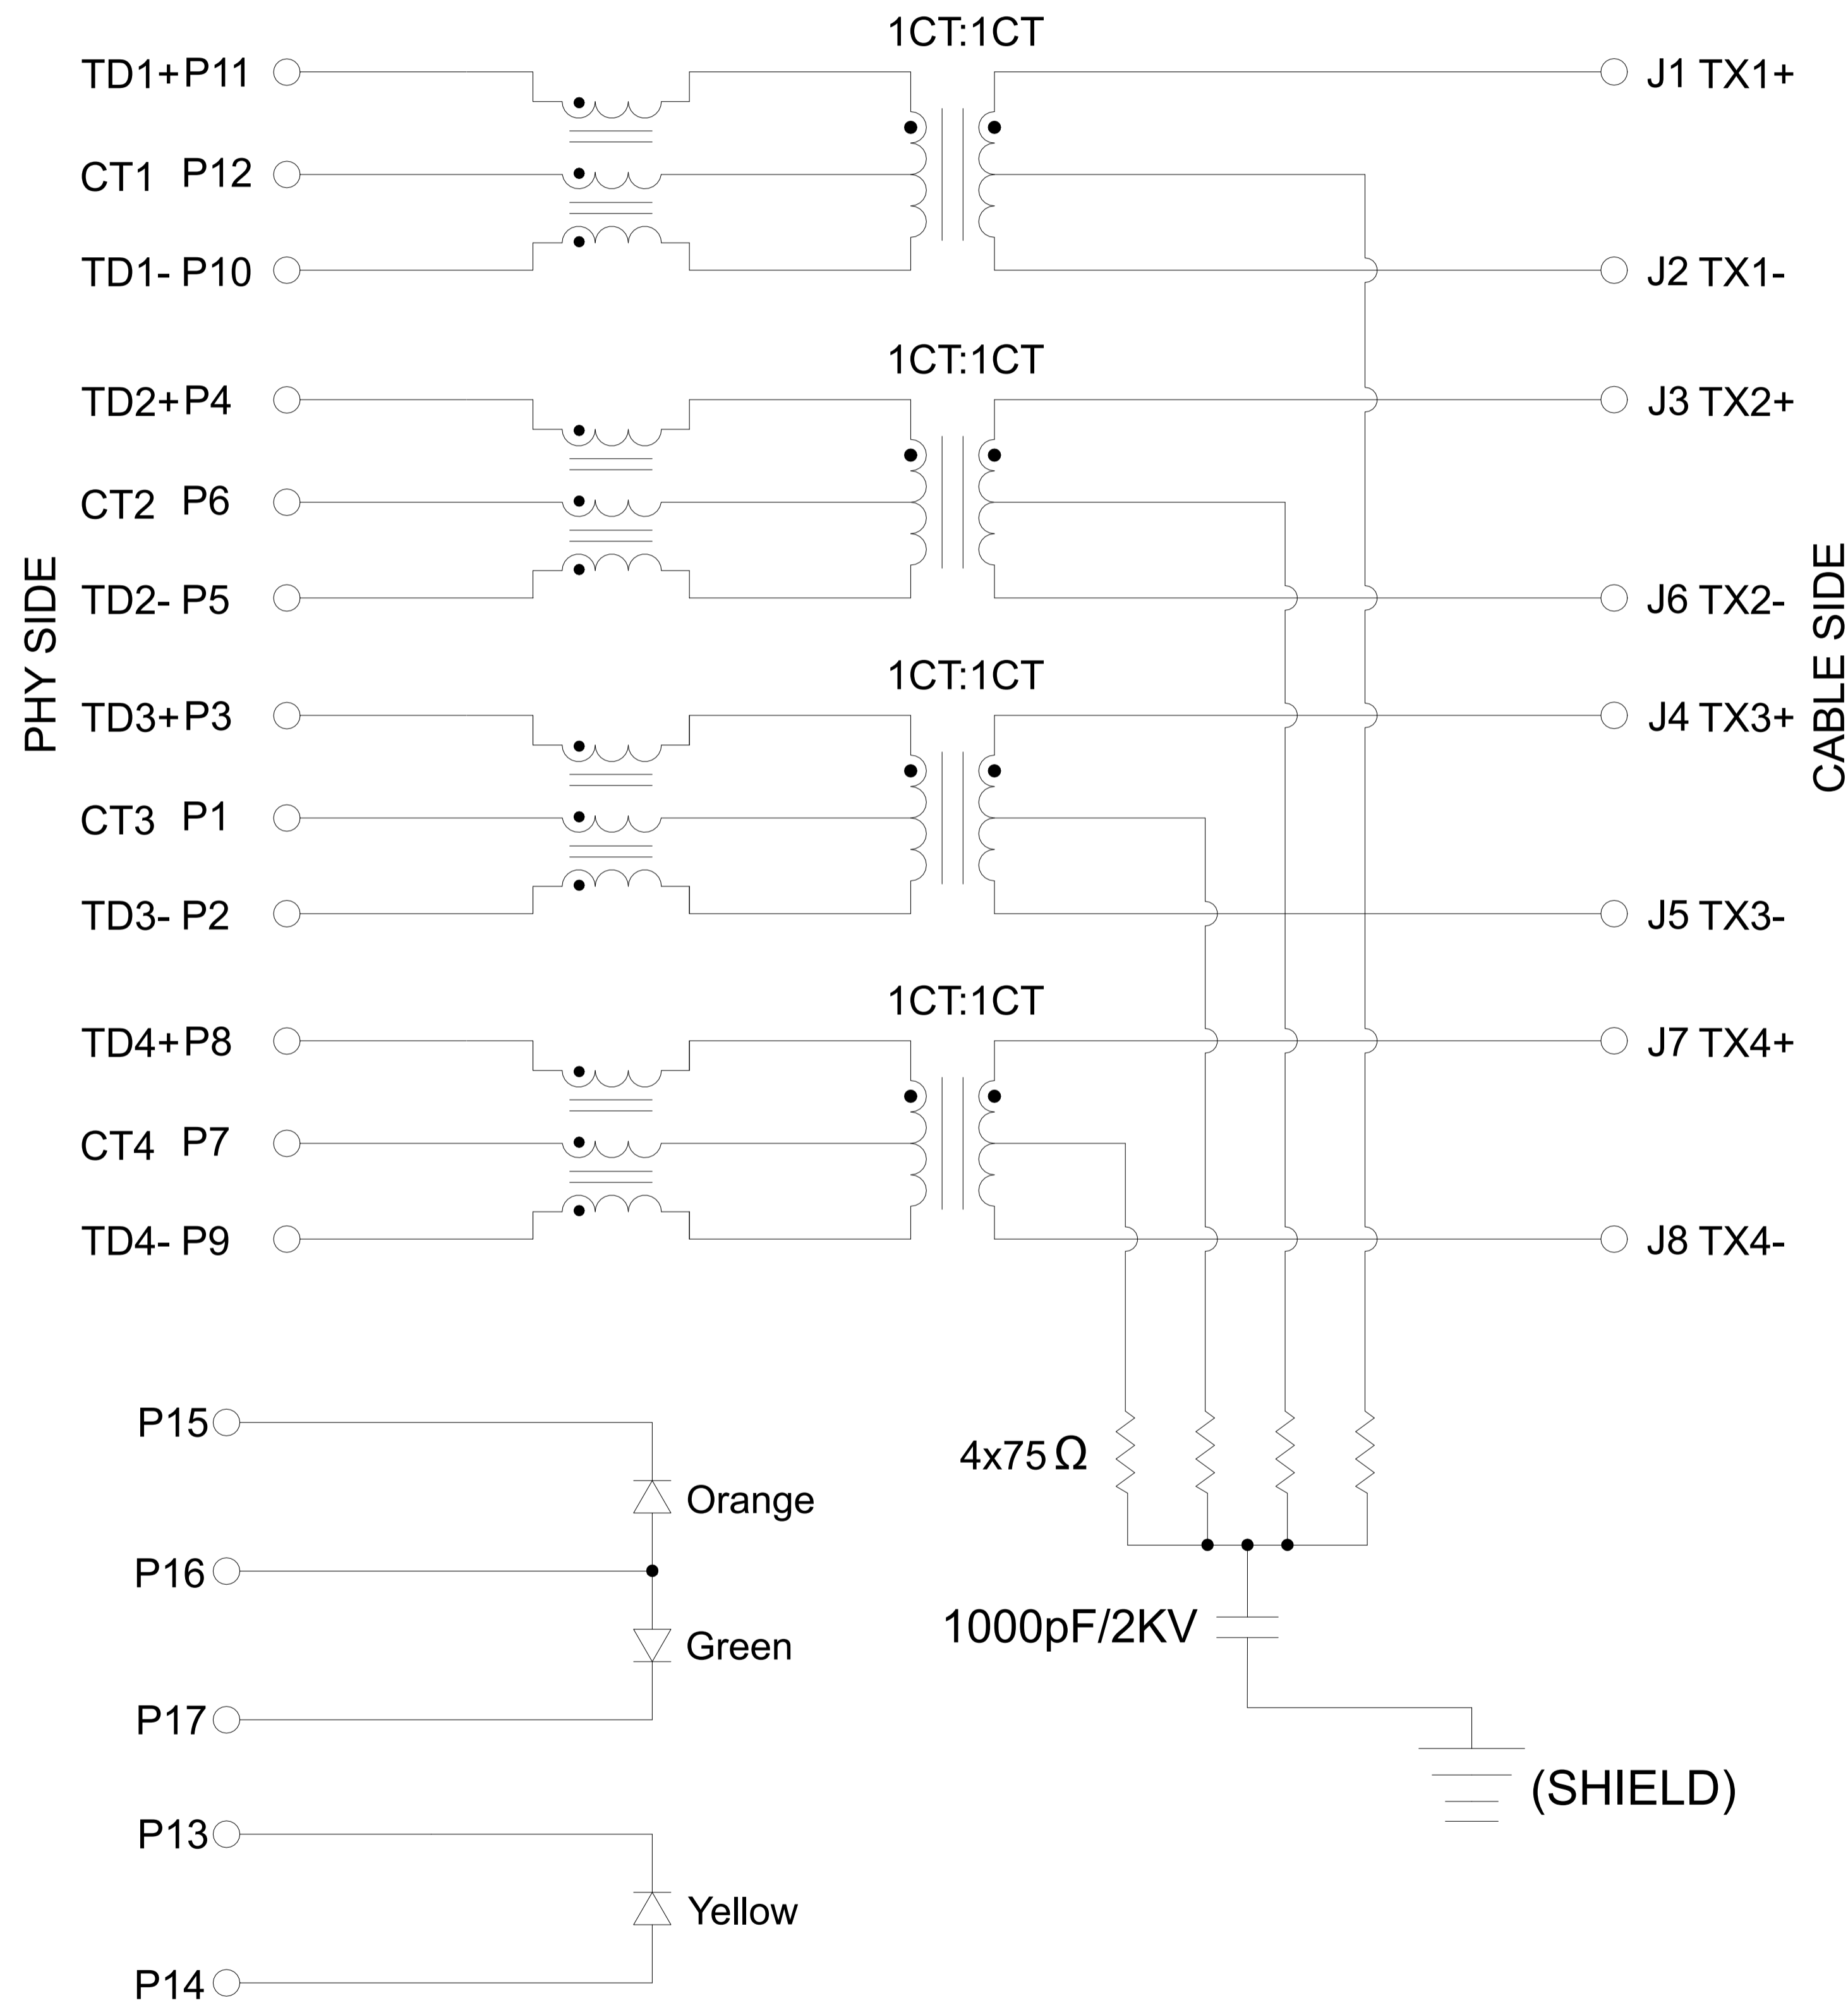 1CT:1CT
TD1+ P11
J1 TX1+
CT1 P12
TD1- P10
J2 TX1-
1CT:1CT
TD2+ P4
J3 TX2+
CT2 P6
TD2- P5
J6 TX2-
PHY SIDE
CABLE SIDE
1CT:1CT
TD3+ P3
J4 TX3+
CT3 P1
TD3- P2
J5 TX3-
1CT:1CT
TD4+ P8
J7 TX4+
CT4 P7
TD4- P9
J8 TX4-
P15
4x75Ω
Orange
P16
1000pF/2KV
Green
P17
(SHIELD)
P13
Yellow
P14